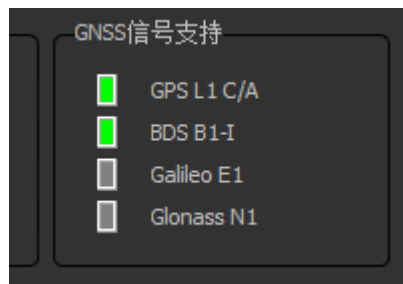 GNSS信号支持
GPS L1 C/A
BDS B1-I
Galileo E1
Glonass N1